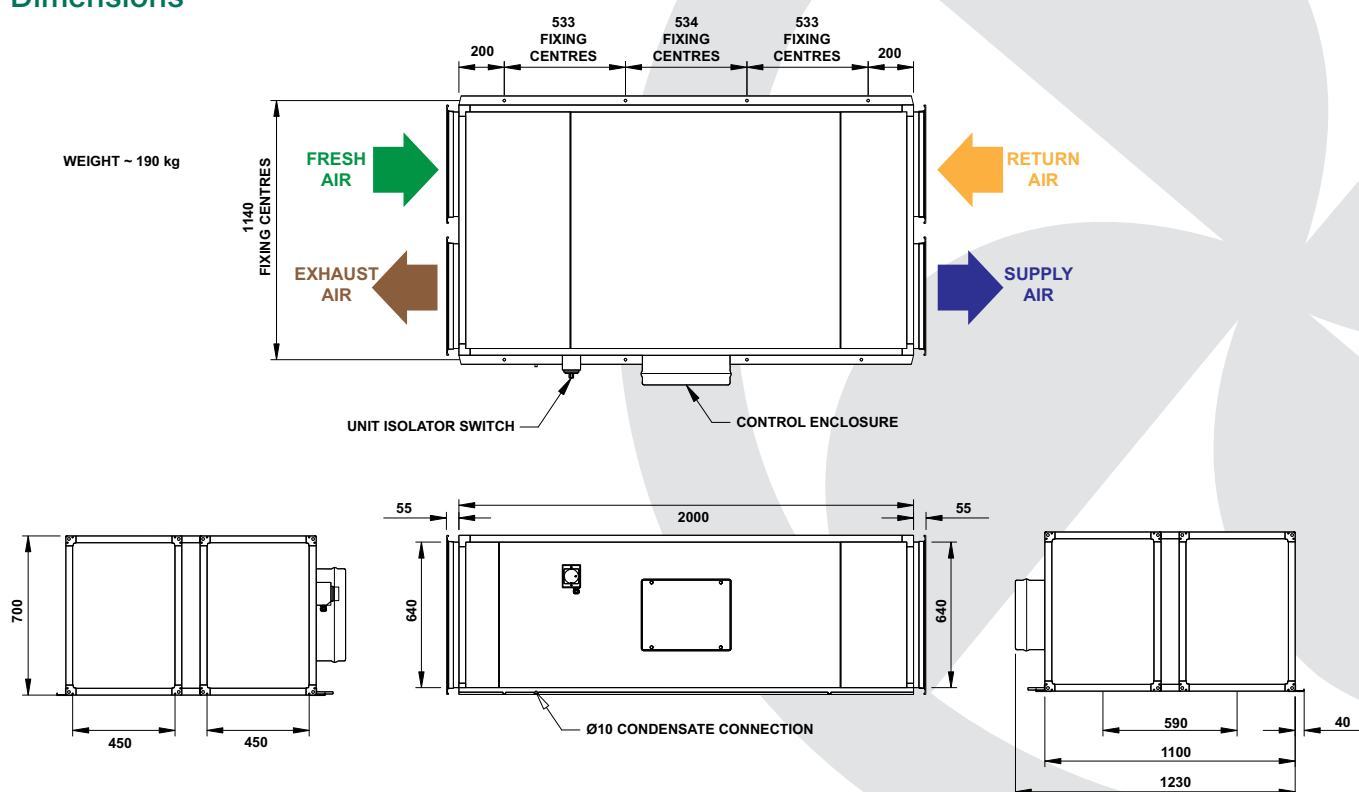 Dimensions
533
FIXING
CENTRES
534
FIXING
CENTRES
533
FIXING
CENTRES
200
200
WEIGHT ~ 190 kg
FRESH
AIR
RETURN
AIR
1140
FIXING CENTRES
EXHAUST
AIR
SUPPLY
AIR
UNIT ISOLATOR SWITCH
CONTROL ENCLOSURE
55
2000
55
700
640
640
450
450
Ø10 CONDENSATE CONNECTION
590
40
1100
1230